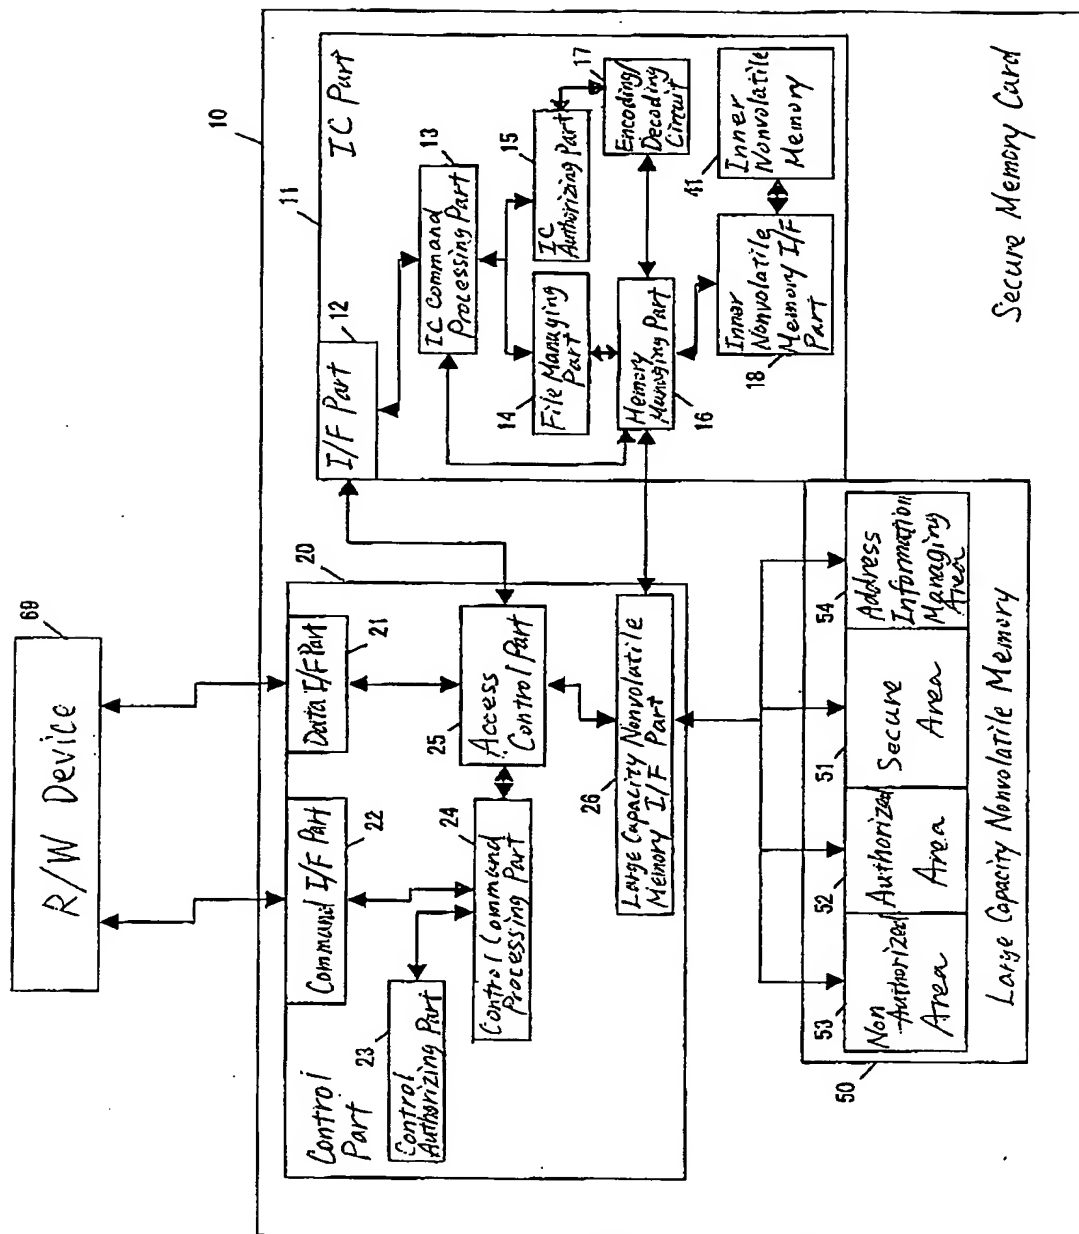 R/W Device
69
Secure Memory Card
10
IC Part
11
I/F Part
12
IC Command
Processing Part
13
File Managing
Part
14
IC
Authorizing Part
15
Memory
Managing Part
16
Encoding/
Decoding
Circuit
17
Inner
Nonvolatile
Memory I/F
Part
18
Inner
Nonvolatile
Memory
41
Control
Part
20
Data I/F Part
21
Command I/F Part
22
Control
Authorizing Part
23
Control Command
Processing Part
24
Access
Control Part
25
Large Capacity Nonvolatile
Memory I/F Part
26
Large Capacity Nonvolatile Memory
50
Non
Authorized
Area
53
Authorized
Area
52
Secure
Area
51
Address
Information
Managing
Area
54